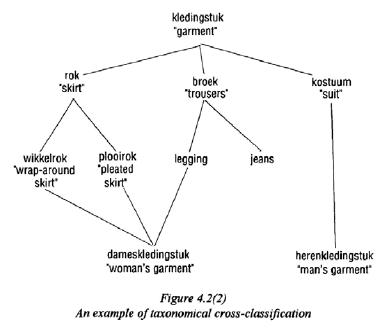 kledingstuk
"garment"
rok
"skirt"
broek
"trousers"
kostuum
"suit"
wikkelrok
"wrap-around
skirt"
plooirok
"pleated
skirt"
legging
jeans
dameskledingstuk
"woman's garment"
herenkledingstuk
"man's garment"
Figure 4.2(2)
An example of taxonomical cross-classification